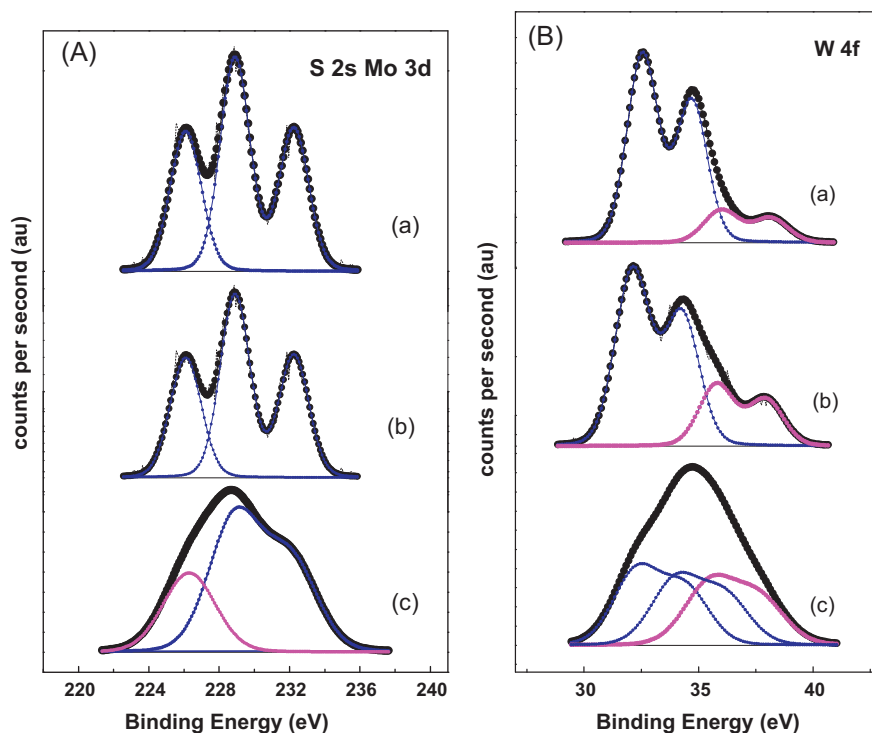 (A)
S 2s Mo 3d
(a)
(b)
(c)
counts per second (au)
220 224 228 232 236 240
Binding Energy (eV)
(B)
W 4f
(a)
(b)
(c)
counts per second (au)
30 35 40
Binding Energy (eV)